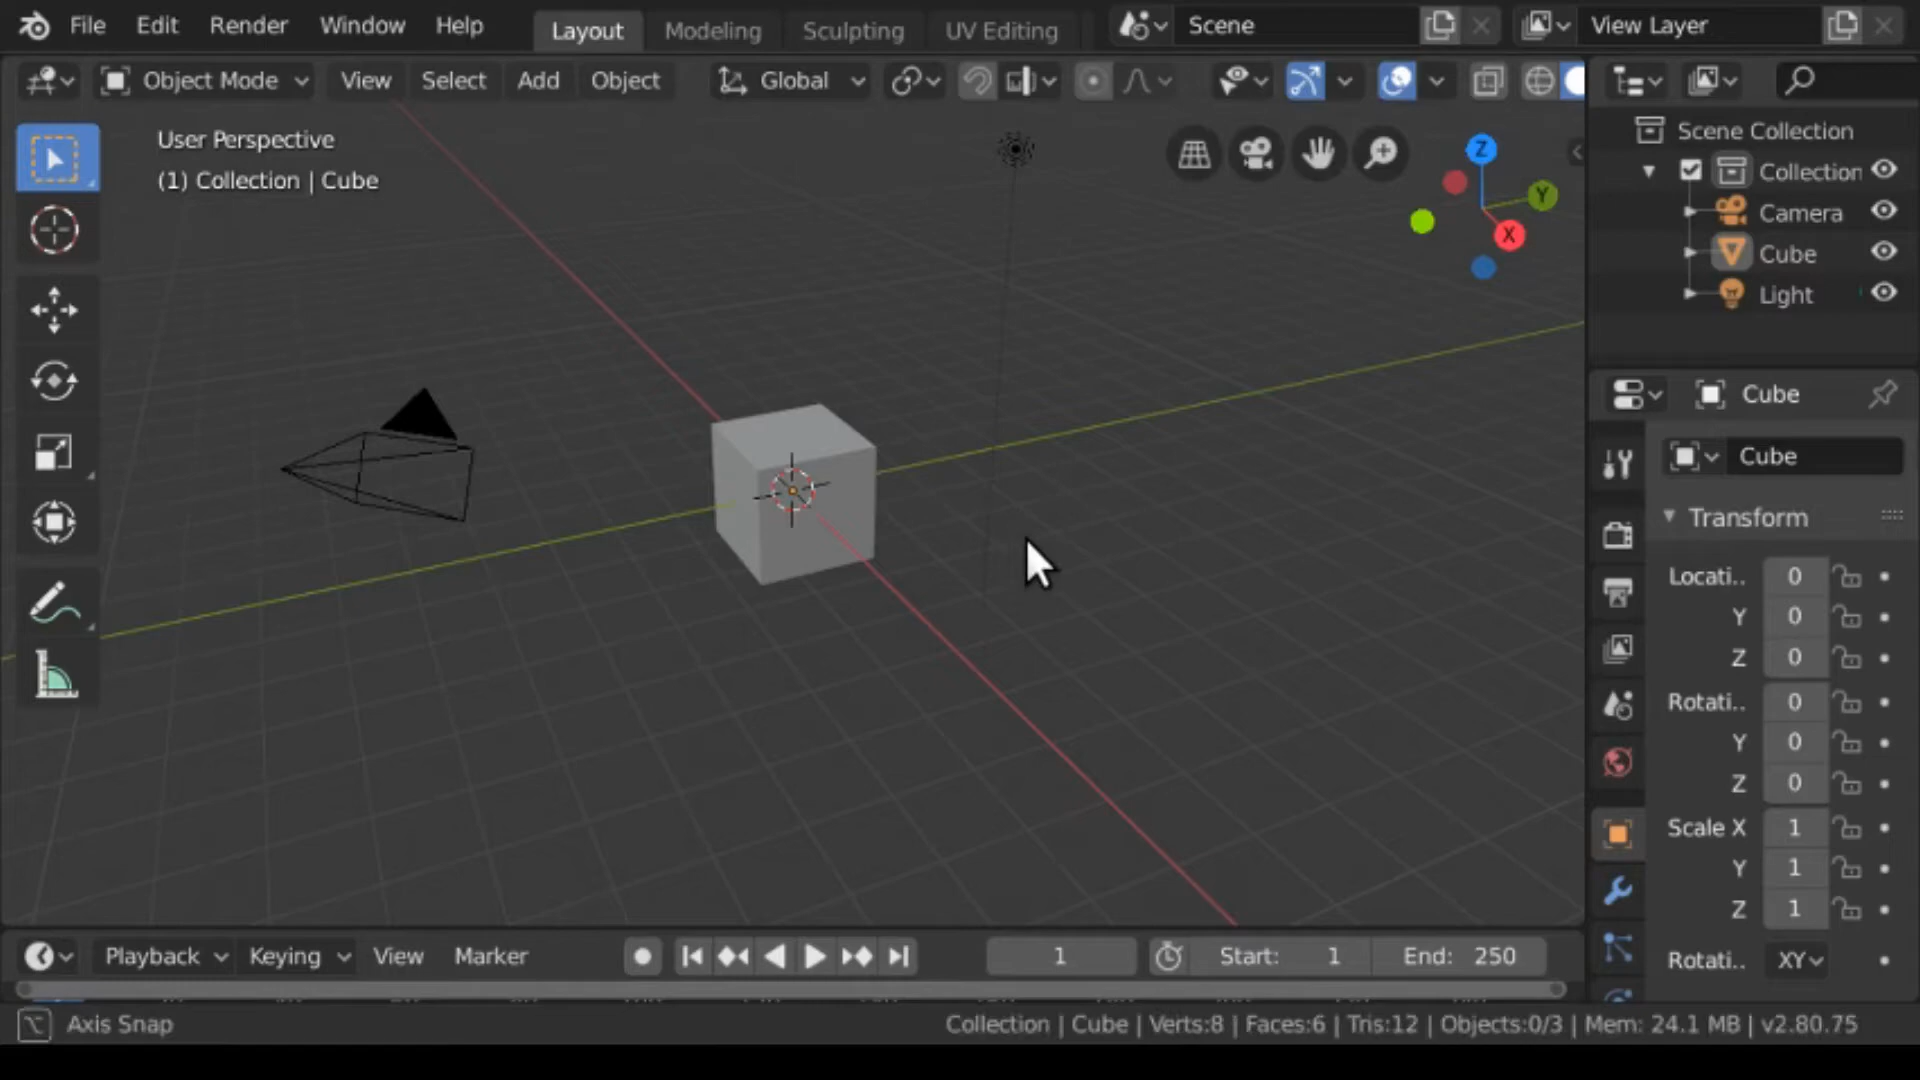 File Edit Render Window Help Layout Modeling Sculpting UV Editing Scene View Layer
Object Mode View Select Add Object Global
User Perspective
(1) Collection | Cube
Z
Y
X
Scene Collection
Collection
Camera
Cube
Light
Cube
Cube
Transform
Locati.. 0
Y 0
Z 0
Rotati.. 0
Y 0
Z 0
Scale X 1
Y 1
Z 1
Rotati.. XY
Playback Keying View Marker 1 Start: 1 End: 250
Axis Snap Collection | Cube | Verts:8 | Faces:6 | Tris:12 | Objects:0/3 | Mem: 24.1 MB | v2.80.75